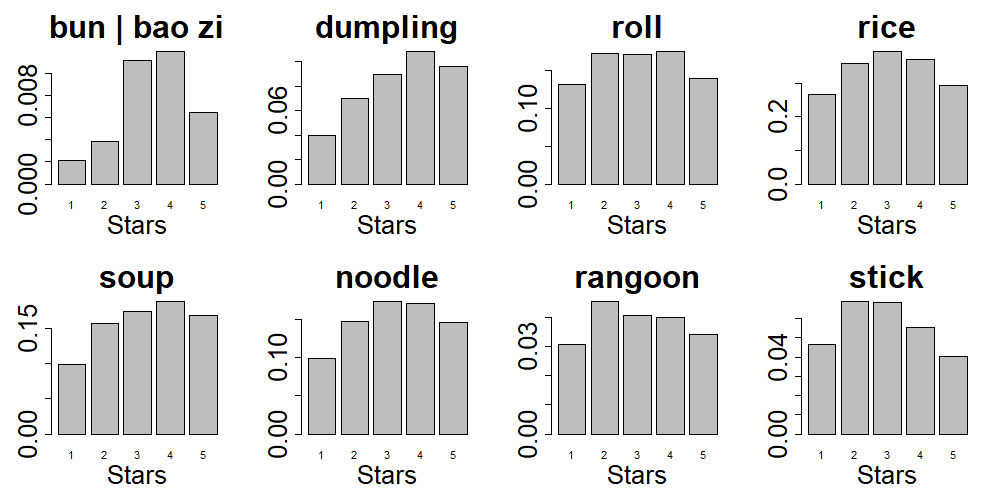 bun | bao zi
0.000 0.008
1 2 3 4 5
Stars
dumpling
0.00 0.06
1 2 3 4 5
Stars
roll
0.00 0.10
1 2 3 4 5
Stars
rice
0.0 0.2
1 2 3 4 5
Stars
soup
0.00 0.15
1 2 3 4 5
Stars
noodle
0.00 0.10
1 2 3 4 5
Stars
rangoon
0.00 0.03
1 2 3 4 5
Stars
stick
0.00 0.04
1 2 3 4 5
Stars